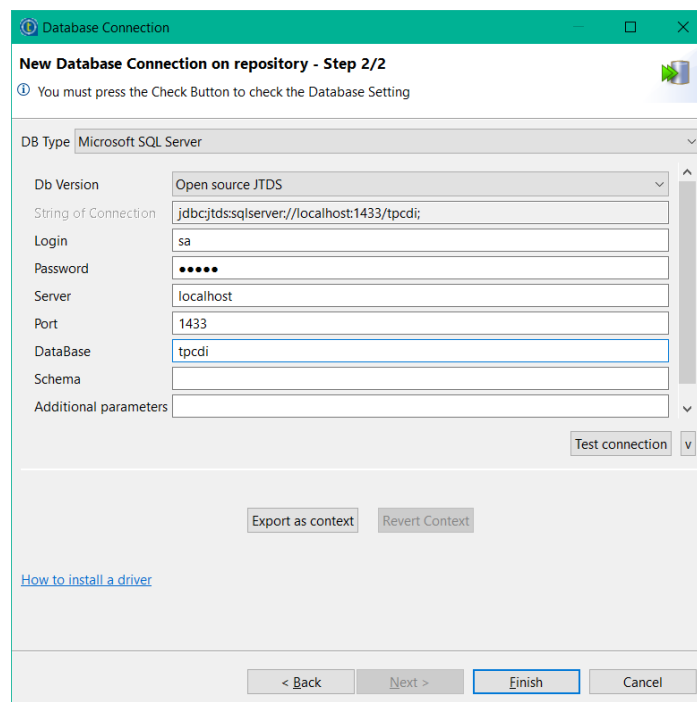 Database Connection
New Database Connection on repository - Step 2/2
You must press the Check Button to check the Database Setting
DB Type Microsoft SQL Server
Db Version Open source JTDS
String of Connection jdbc:jtds:sqlserver://localhost:1433/tpcdi;
Login sa
Password ●●●●●
Server localhost
Port 1433
DataBase tpcdi
Schema
Additional parameters
Test connection v
Export as context Revert Context
How to install a driver
< Back Next > Finish Cancel